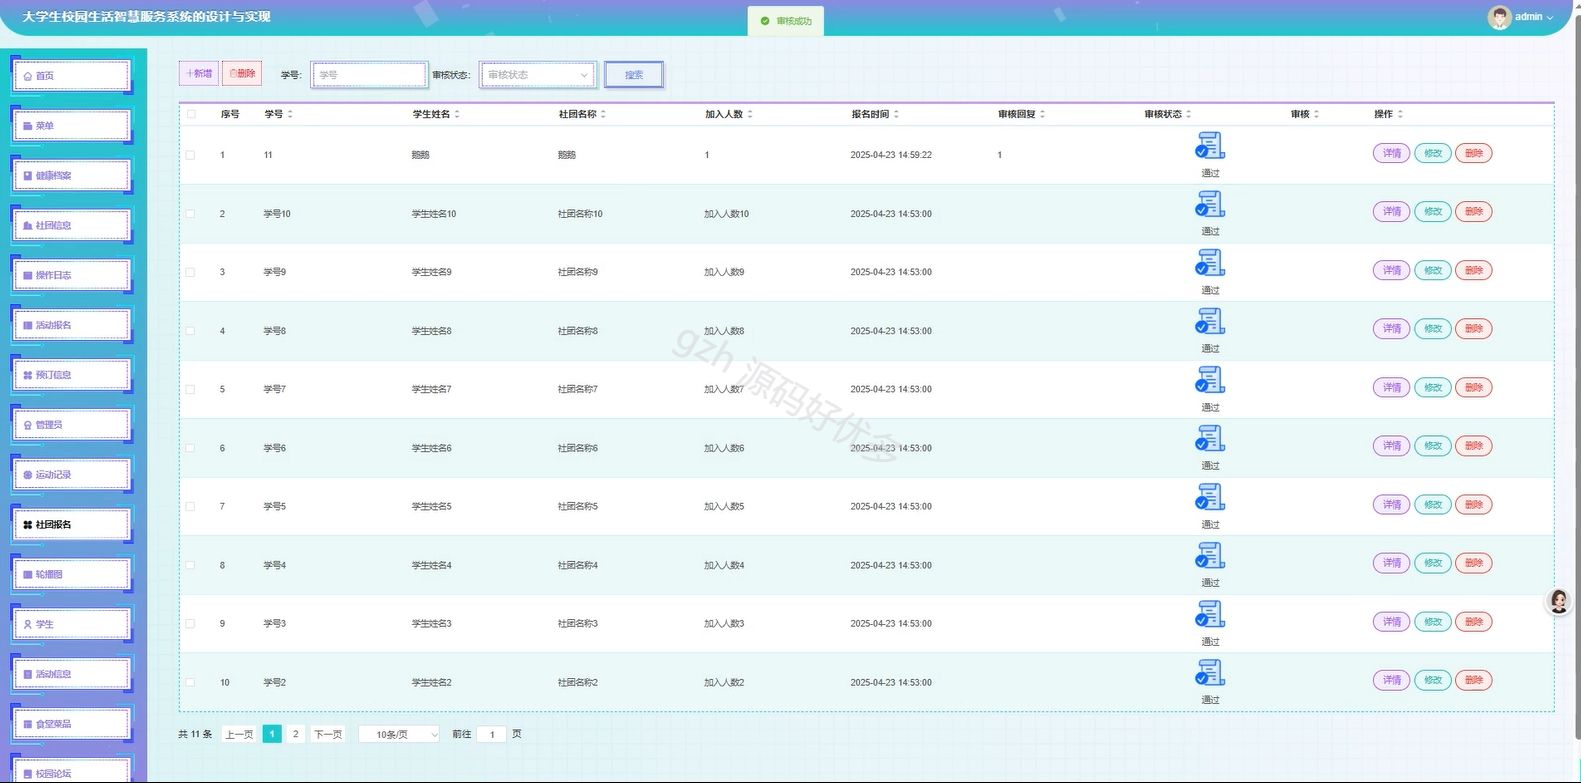 大学生校园生活智慧服务系统的设计与实现
审核成功
admin
首页
菜单
健康档案
社团信息
操作日志
活动报名
预订信息
管理员
运动记录
社团报名
轮播图
学生
活动信息
食堂菜品
校园论坛
新增 删除 学号: 学号 审核状态: 审核状态 搜索
序号 学号 学生姓名 社团名称 加入人数 报名时间 审核回复 审核状态 审核 操作
1 11 鹅鹅 鹅鹅 1 2025-04-23 14:59:22 1 通过 详情 修改 删除
2 学号10 学生姓名10 社团名称10 加入人数10 2025-04-23 14:53:00 通过 详情 修改 删除
3 学号9 学生姓名9 社团名称9 加入人数9 2025-04-23 14:53:00 通过 详情 修改 删除
4 学号8 学生姓名8 社团名称8 加入人数8 2025-04-23 14:53:00 通过 详情 修改 删除
5 学号7 学生姓名7 社团名称7 加入人数7 2025-04-23 14:53:00 通过 详情 修改 删除
6 学号6 学生姓名6 社团名称6 加入人数6 2025-04-23 14:53:00 通过 详情 修改 删除
7 学号5 学生姓名5 社团名称5 加入人数5 2025-04-23 14:53:00 通过 详情 修改 删除
8 学号4 学生姓名4 社团名称4 加入人数4 2025-04-23 14:53:00 通过 详情 修改 删除
9 学号3 学生姓名3 社团名称3 加入人数3 2025-04-23 14:53:00 通过 详情 修改 删除
10 学号2 学生姓名2 社团名称2 加入人数2 2025-04-23 14:53:00 通过 详情 修改 删除
gzh 源码好优多
共 11 条 上一页 1 2 下一页 10条/页 前往 1 页